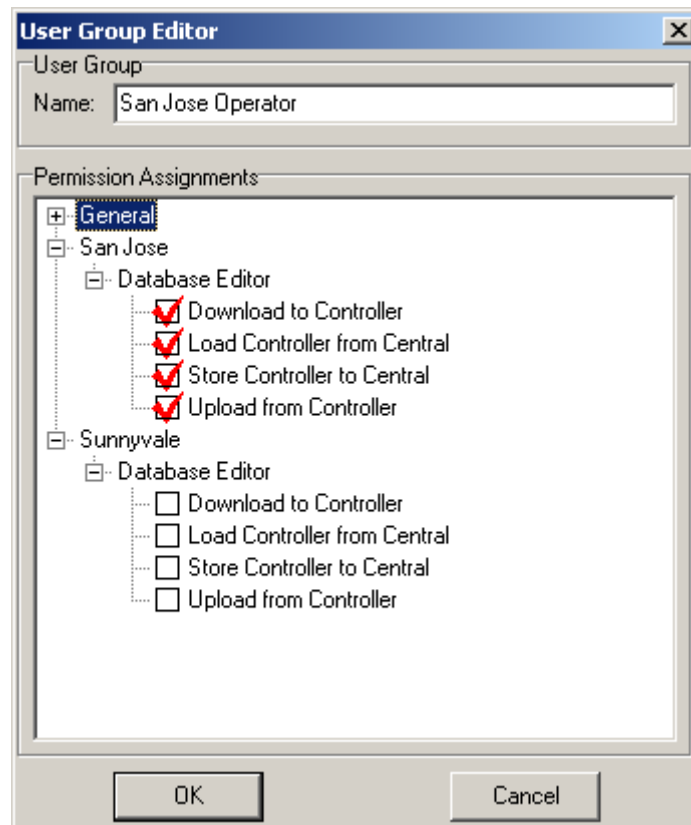 User Group Editor
User Group
Name: San Jose Operator
Permission Assignments
General
San Jose
Database Editor
Download to Controller
Load Controller from Central
Store Controller to Central
Upload from Controller
Sunnyvale
Database Editor
Download to Controller
Load Controller from Central
Store Controller to Central
Upload from Controller
OK Cancel